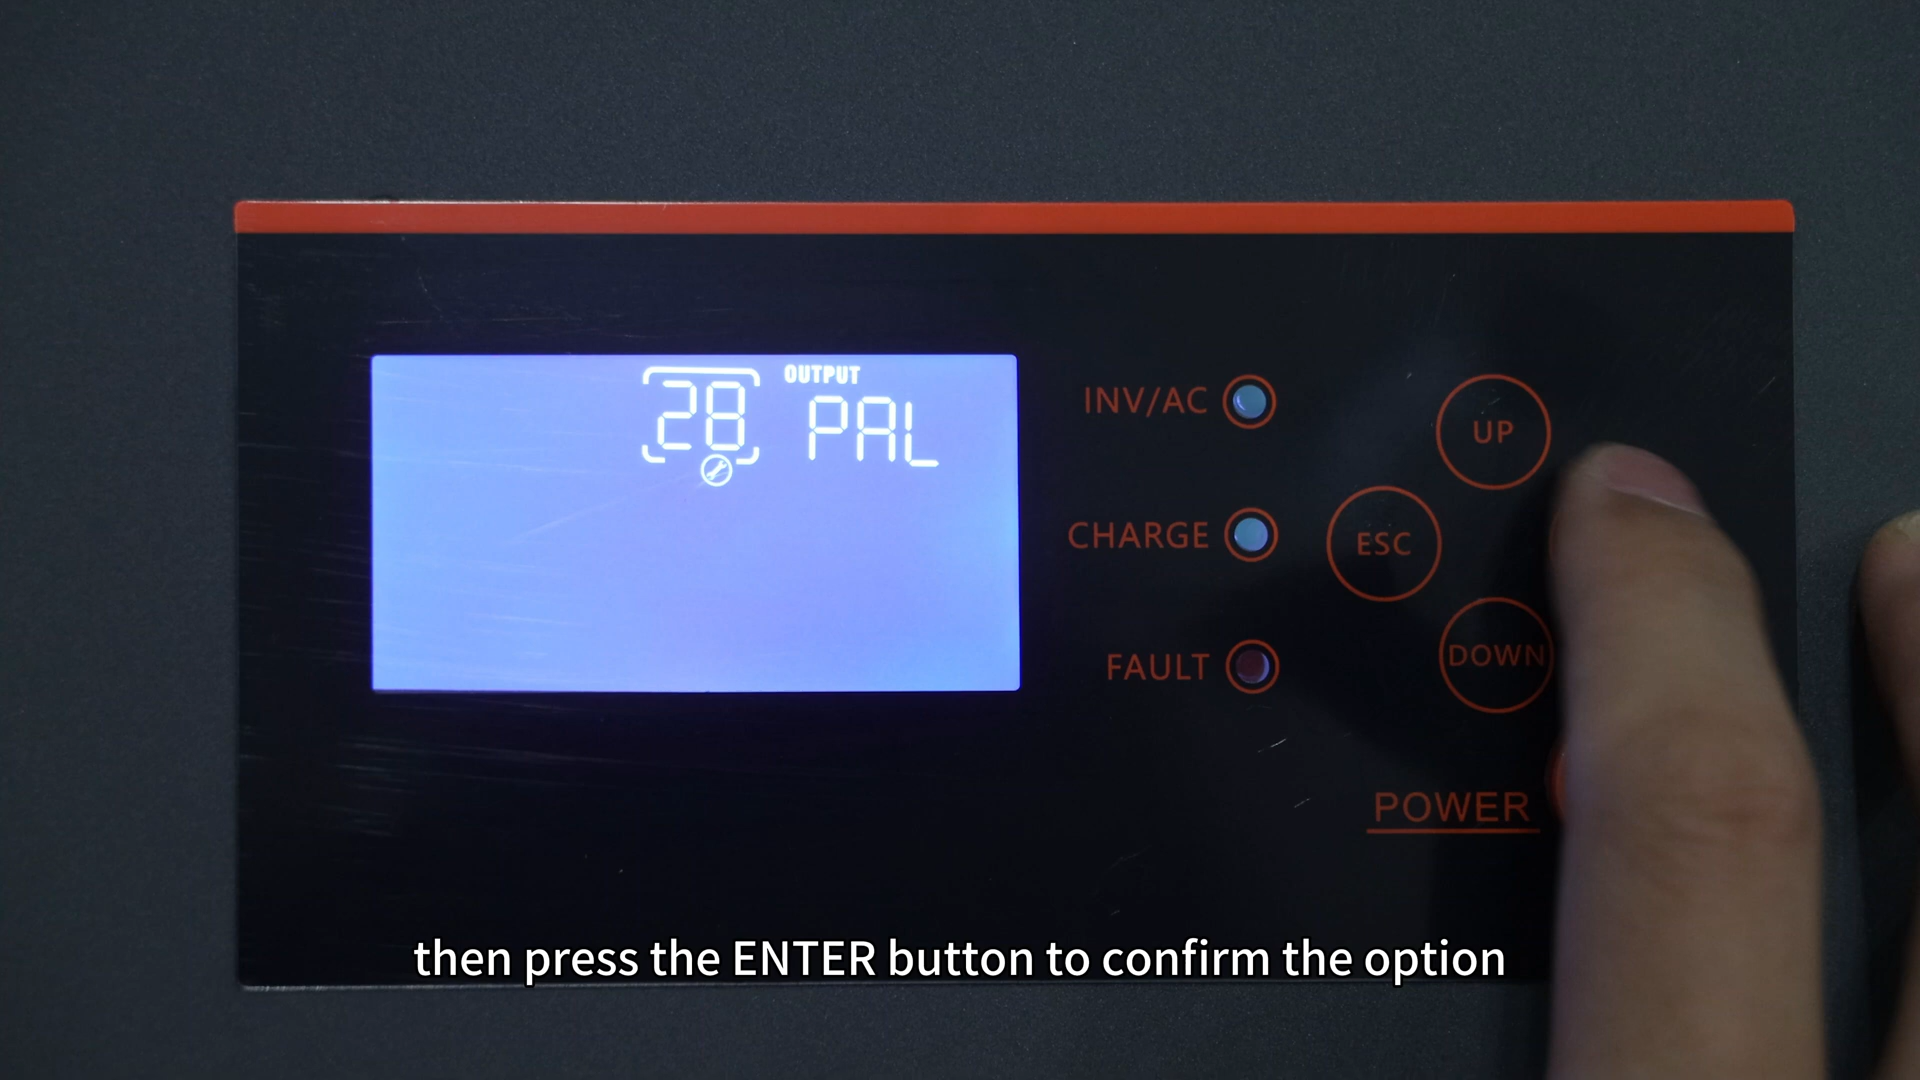 28
OUTPUT
PAL
INV/AC
CHARGE
FAULT
UP
ESC
DOWN
POWER
then press the ENTER button to confirm the option